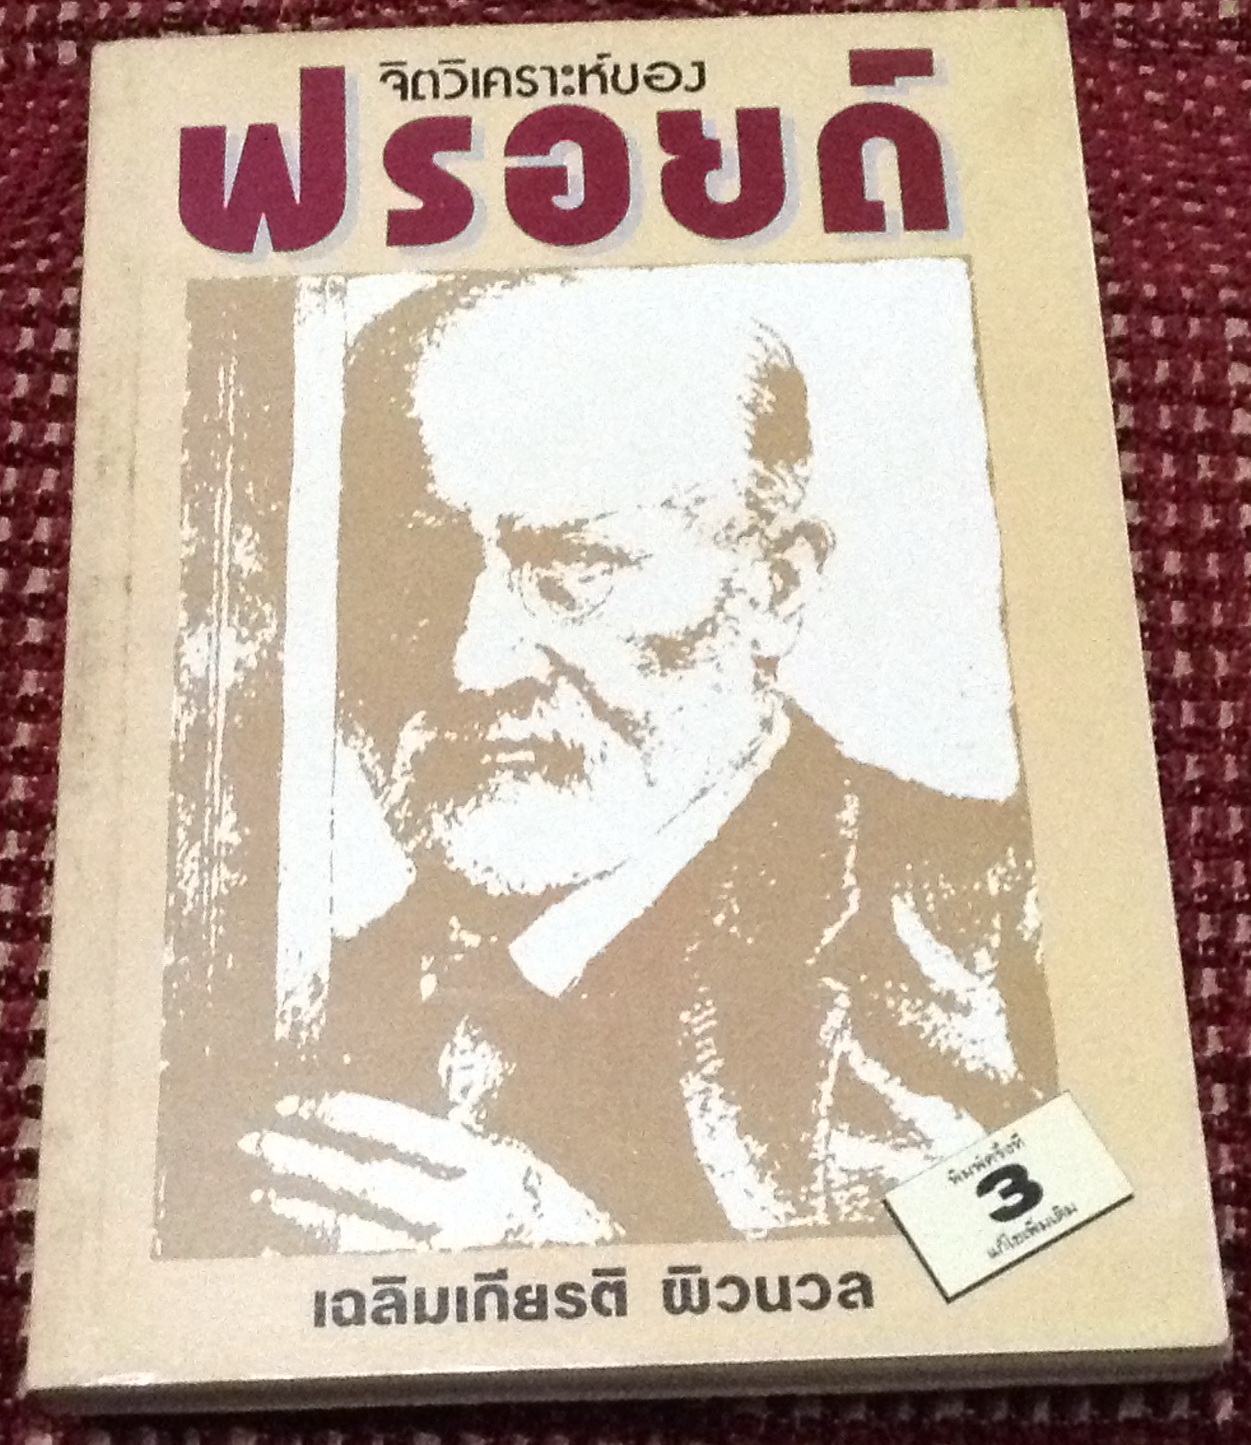 จิตวิเคราะห์ของ
ฟรอยด์
พิมพ์ครั้งที่
3
แก้ไขเพิ่มเติม
เฉลิมเกียรติ ผิวนวล